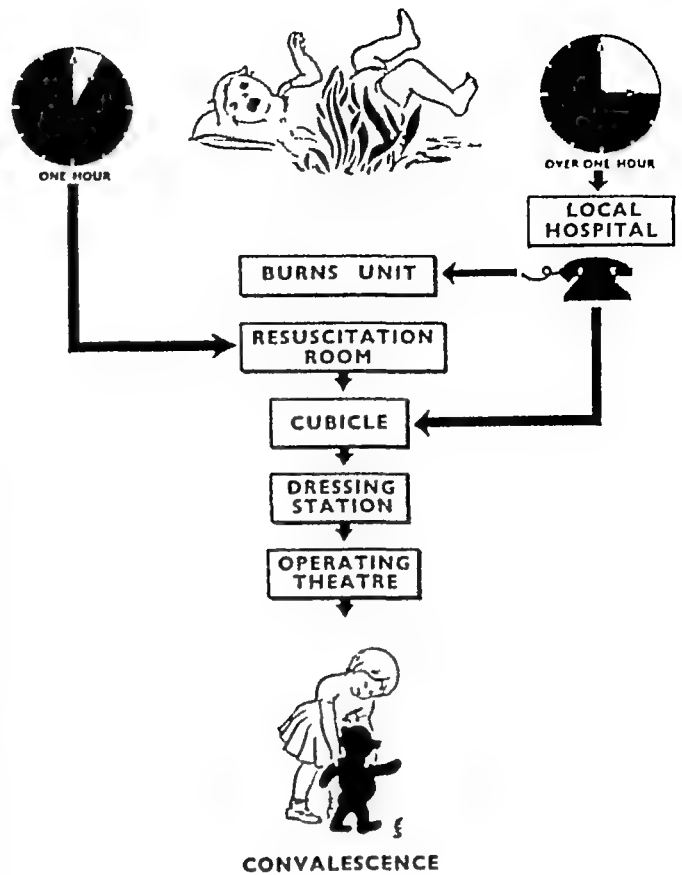 ONE HOUR
OVER ONE HOUR
LOCAL
HOSPITAL
BURNS UNIT
RESUSCITATION
ROOM
CUBICLE
DRESSING
STATION
OPERATING
THEATRE
CONVALESCENCE